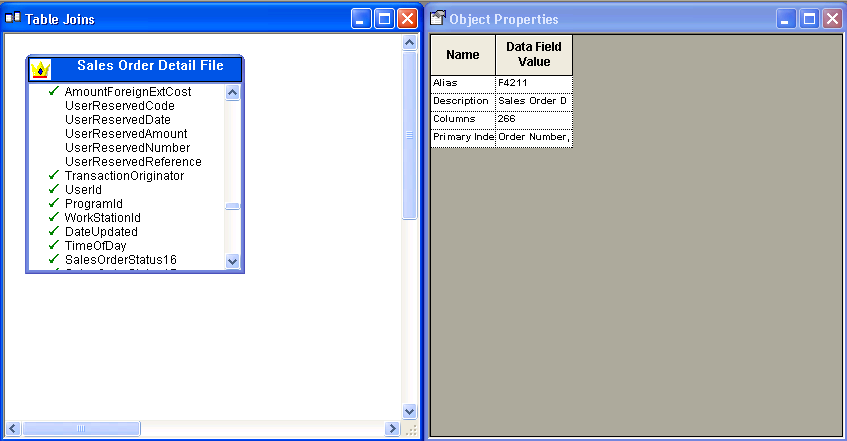 Table Joins
Sales Order Detail File
AmountForeignExtCost
UserReservedCode
UserReservedDate
UserReservedAmount
UserReservedNumber
UserReservedReference
TransactionOriginator
UserId
ProgramId
WorkStationId
DateUpdated
TimeOfDay
SalesOrderStatus16
Object Properties
Name Data Field
Value
Alias F4211
Description Sales Order D
Columns 266
Primary Inde Order Number,